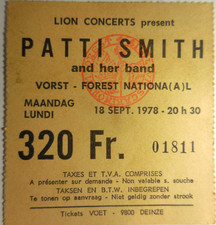 LION CONCERTS present
PATTI SMITH
and her band
VORST - FOREST NATIONA(A)L
MAANDAG
LUNDI
18 SEPT. 1978 - 20 h 30
320 Fr. 01811
TAXES ET T.V.A. COMPRISES
A présenter sur demande - Non valable s. souche
TAKSEN EN B.T.W. INBEGREPEN
Te tonen op aanvraag - Niet geldig zonder strook
Tickets VOET - 9800 DEINZE